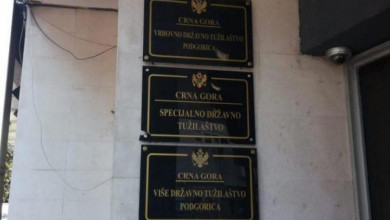 CRNA GORA
VRHOVNO DRŽAVNO TUŽILAŠTVO
PODGORICA
CRNA GORA
SPECIJALNO DRŽAVNO
TUŽILAŠTVO
CRNA GORA
VIŠE DRŽAVNO TUŽILAŠTVO
PODGORICA